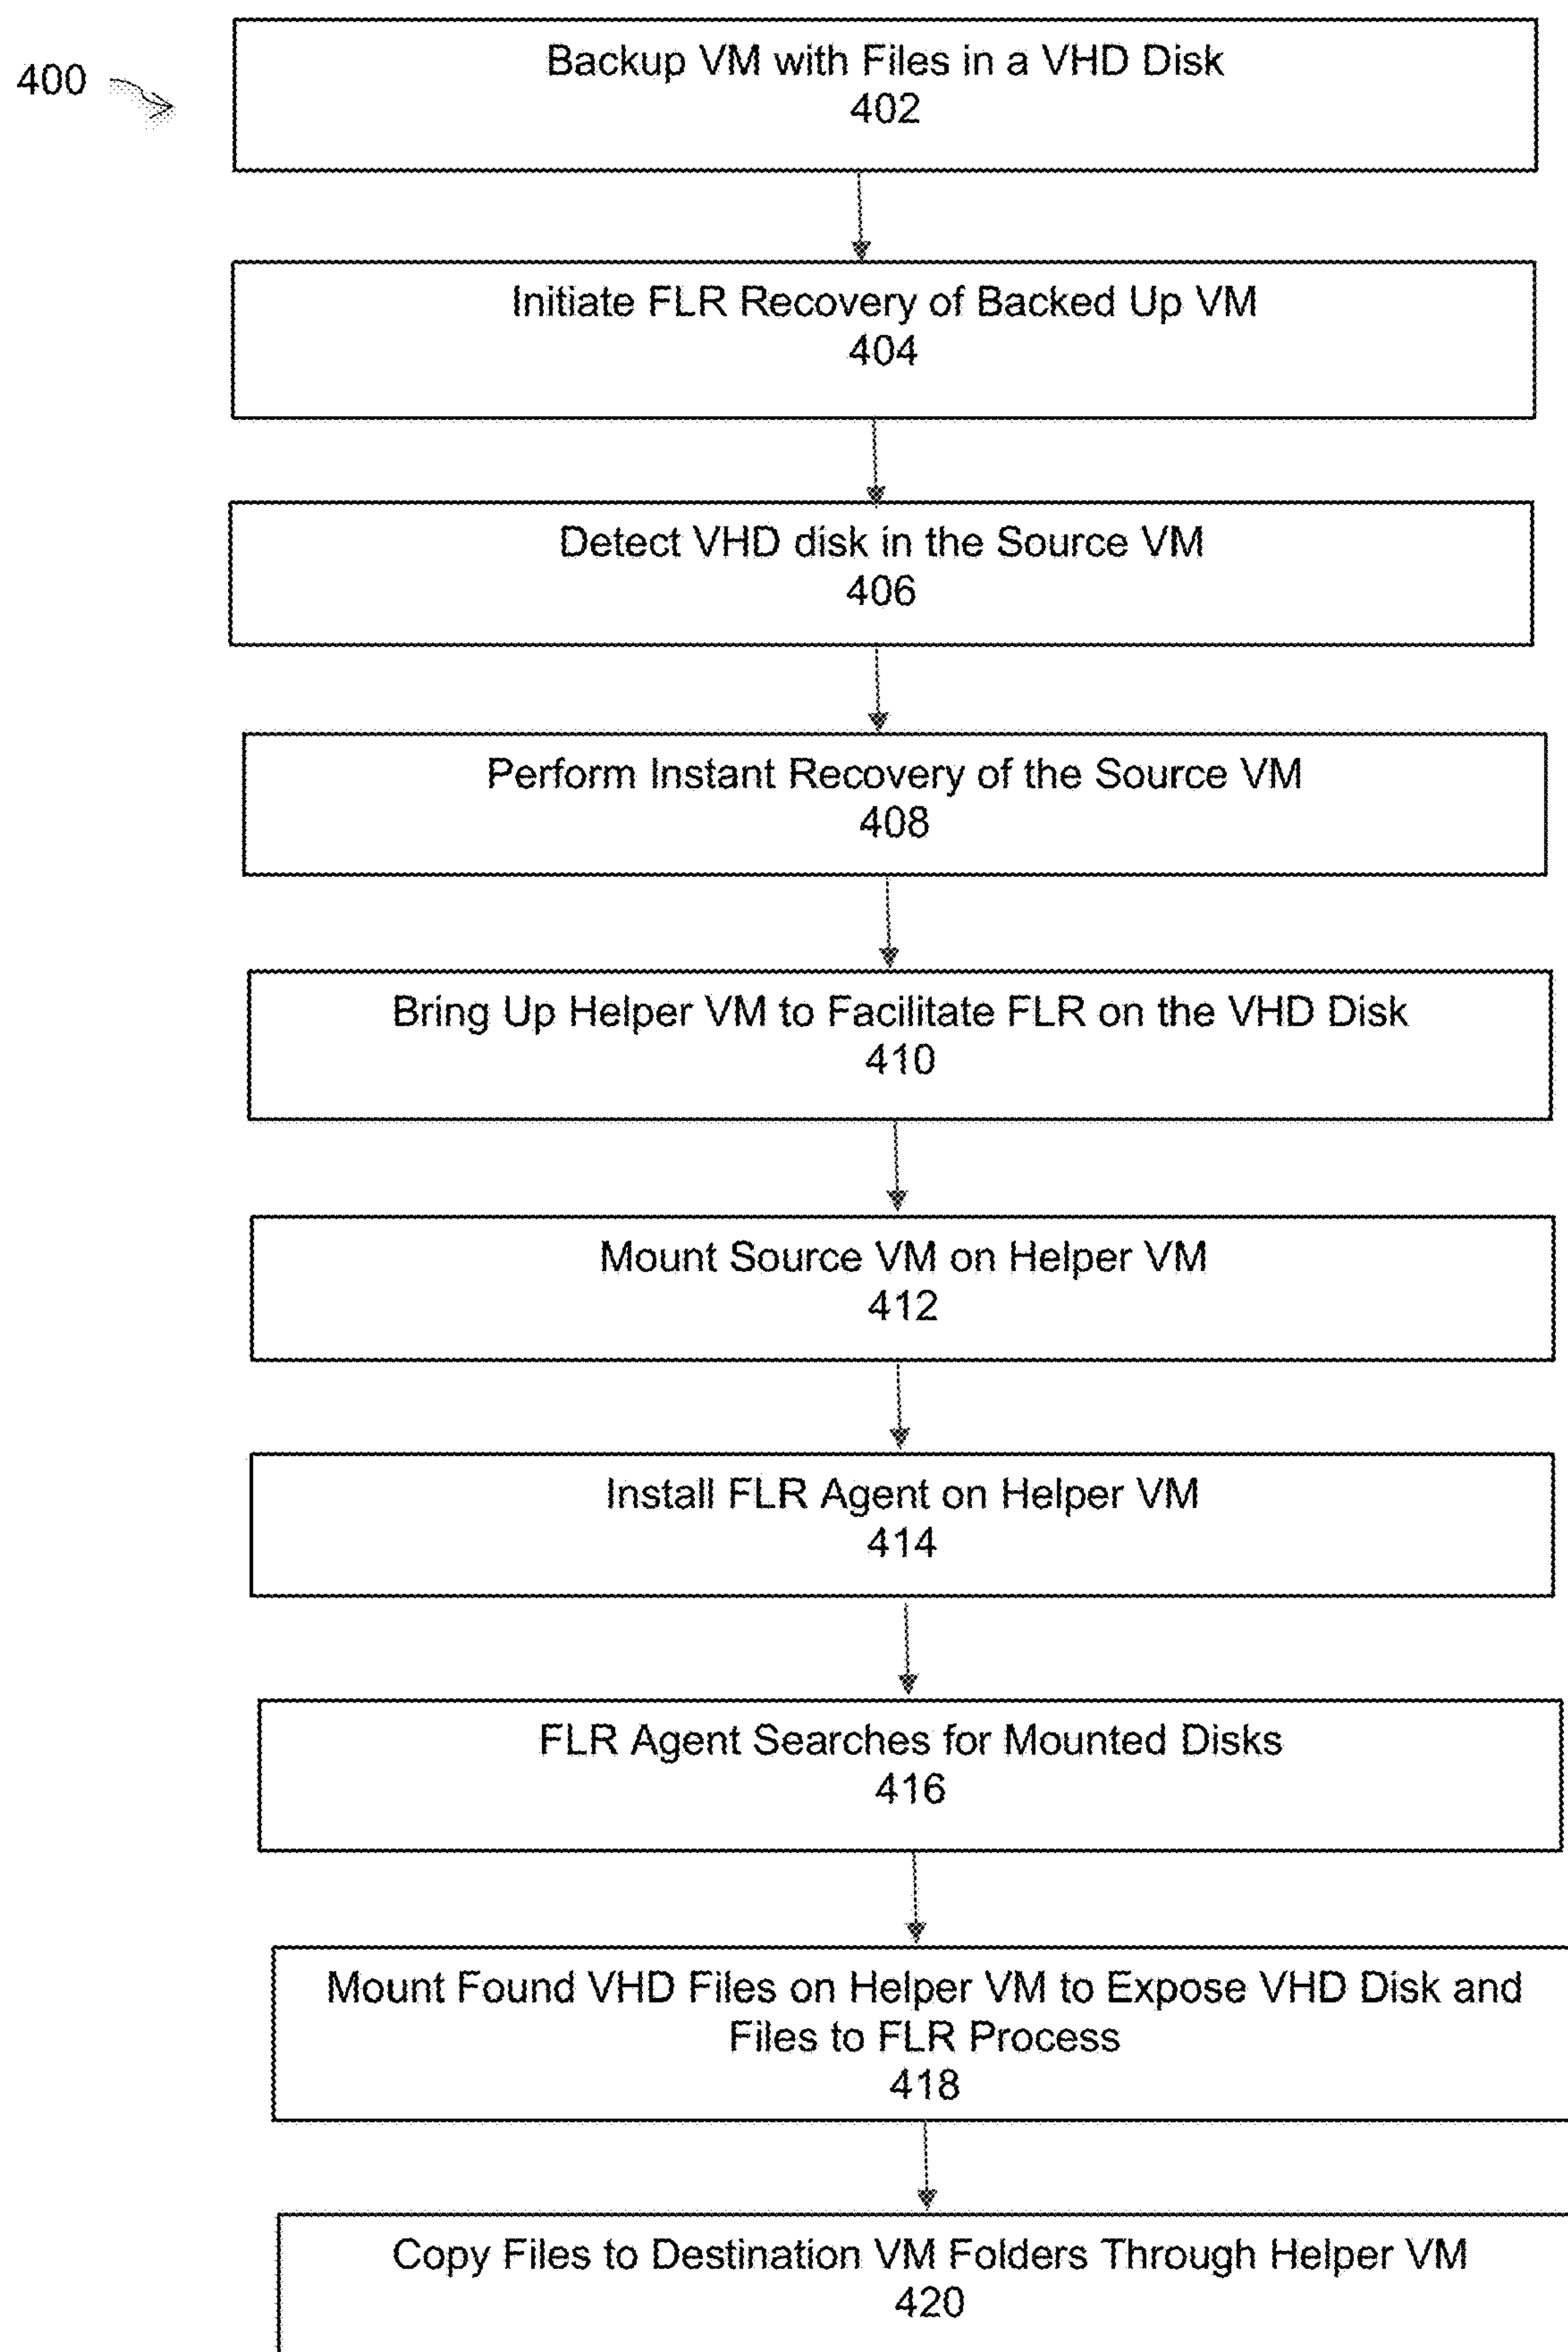 400
Backup VM with Files in a VHD Disk
402
Initiate FLR Recovery of Backed Up VM
404
Detect VHD disk in the Source VM
406
Perform Instant Recovery of the Source VM
408
Bring Up Helper VM to Facilitate FLR on the VHD Disk
410
Mount Source VM on Helper VM
412
Install FLR Agent on Helper VM
414
FLR Agent Searches for Mounted Disks
416
Mount Found VHD Files on Helper VM to Expose VHD Disk and
Files to FLR Process
418
Copy Files to Destination VM Folders Through Helper VM
420